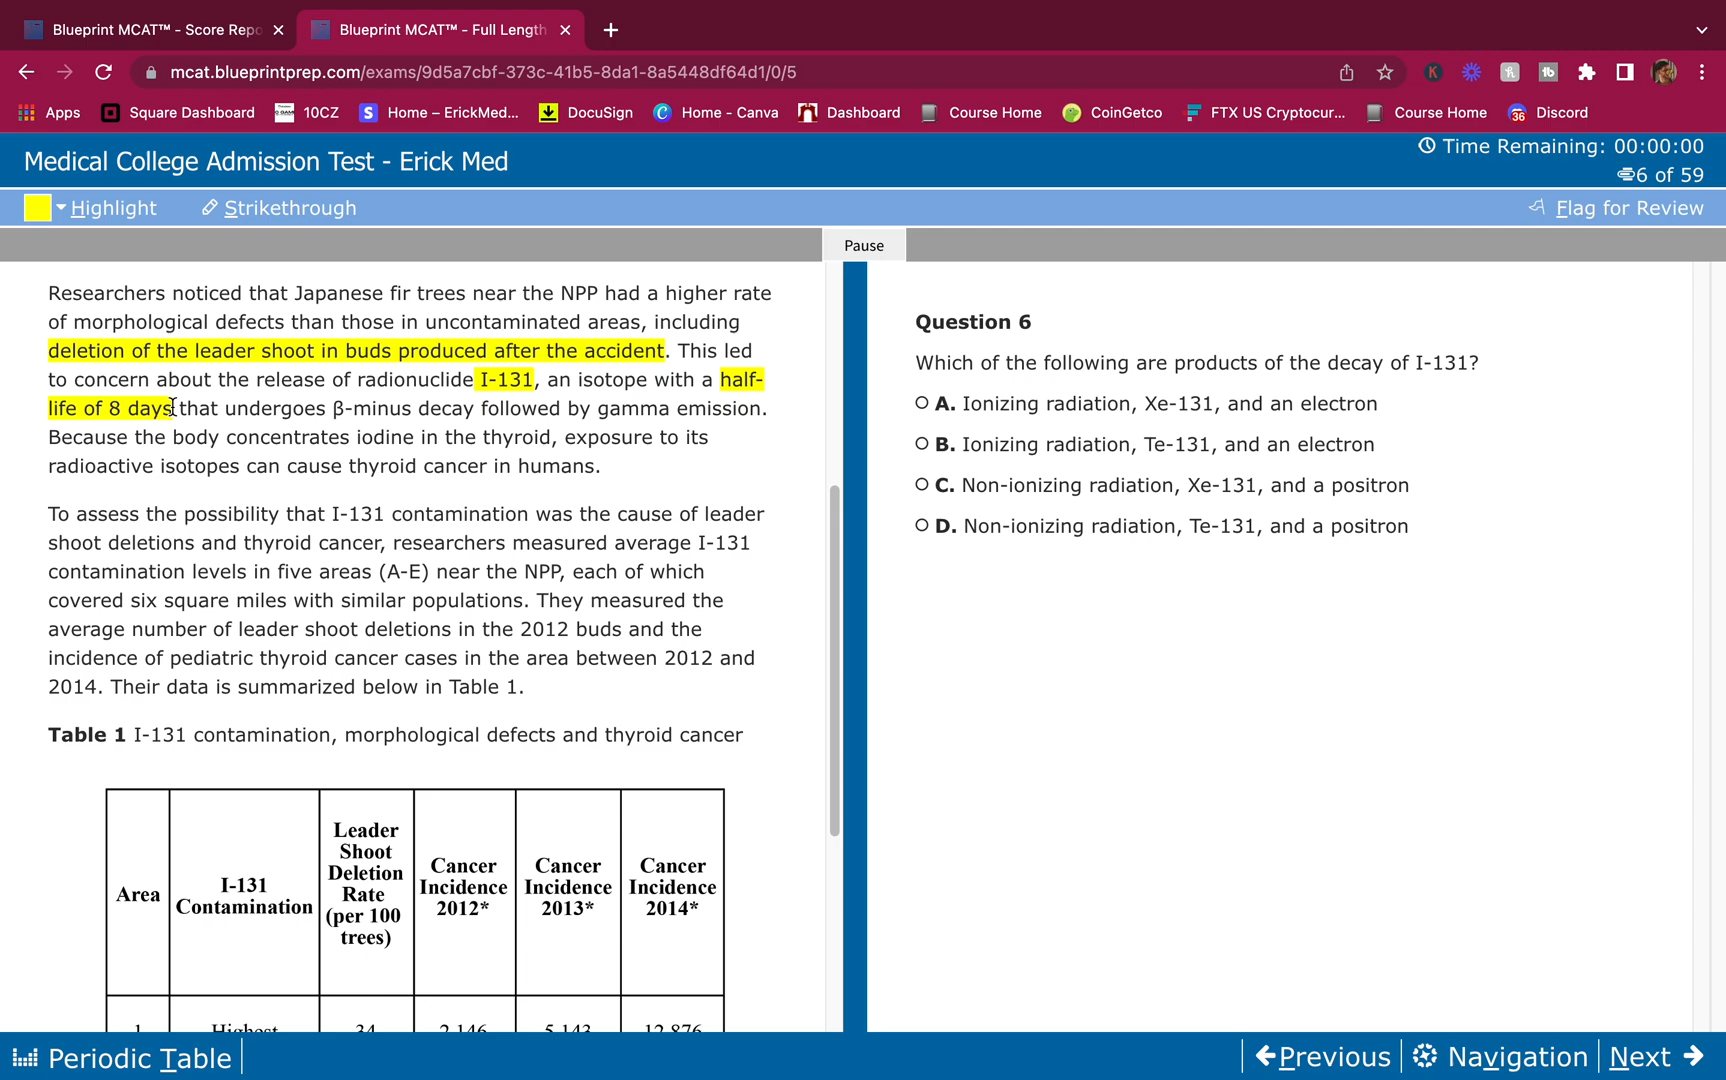 Blueprint MCAT™ - Score Repo
Blueprint MCAT™ - Full Length
mcat.blueprintprep.com/exams/9d5a7cbf-373c-41b5-8da1-8a5448df64d1/0/5
Apps
Square Dashboard
10CZ
Home – ErickMed...
DocuSign
Home - Canva
Dashboard
Course Home
CoinGetco
FTX US Cryptocur...
Course Home
36
Discord
Medical College Admission Test - Erick Med
Time Remaining: 00:00:00
6 of 59
Highlight
Strikethrough
Flag for Review
Pause
Researchers noticed that Japanese fir trees near the NPP had a higher rate
of morphological defects than those in uncontaminated areas, including
deletion of the leader shoot in buds produced after the accident. This led
to concern about the release of radionuclide I-131, an isotope with a half-
life of 8 days that undergoes β-minus decay followed by gamma emission.
Because the body concentrates iodine in the thyroid, exposure to its
radioactive isotopes can cause thyroid cancer in humans.
To assess the possibility that I-131 contamination was the cause of leader
shoot deletions and thyroid cancer, researchers measured average I-131
contamination levels in five areas (A-E) near the NPP, each of which
covered six square miles with similar populations. They measured the
average number of leader shoot deletions in the 2012 buds and the
incidence of pediatric thyroid cancer cases in the area between 2012 and
2014. Their data is summarized below in Table 1.
Table 1 I-131 contamination, morphological defects and thyroid cancer
Area
I-131
Contamination
Leader
Shoot
Deletion
Rate
(per 100
trees)
Cancer
Incidence
2012*
Cancer
Incidence
2013*
Cancer
Incidence
2014*
1 Highest 34 2,146 5,143 12,876
Question 6
Which of the following are products of the decay of I-131?
A. Ionizing radiation, Xe-131, and an electron
B. Ionizing radiation, Te-131, and an electron
C. Non-ionizing radiation, Xe-131, and a positron
D. Non-ionizing radiation, Te-131, and a positron
Periodic Table
Previous
Navigation
Next